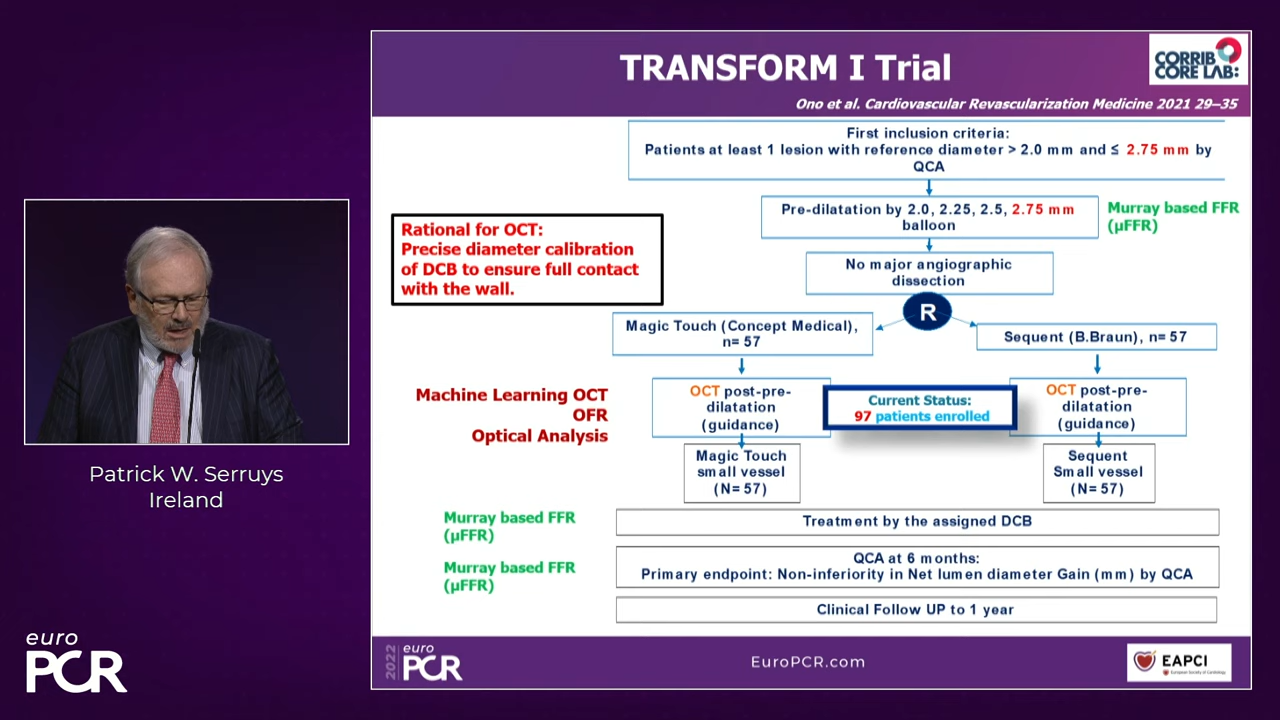 TRANSFORM I Trial
CORRIB
CORE LAB:
Ono et al. Cardiovascular Revascularization Medicine 2021 29–35
First inclusion criteria:
Patients at least 1 lesion with reference diameter > 2.0 mm and ≤ 2.75 mm by
QCA
Pre-dilatation by 2.0, 2.25, 2.5, 2.75 mm
balloon
Murray based FFR
(µFFR)
Rational for OCT:
Precise diameter calibration
of DCB to ensure full contact
with the wall.
No major angiographic
dissection
R
Magic Touch (Concept Medical),
n= 57
Sequent (B.Braun), n= 57
Machine Learning OCT
OFR
Optical Analysis
OCT post-pre-
dilatation
(guidance)
Current Status:
97 patients enrolled
OCT post-pre-
dilatation
(guidance)
Magic Touch
small vessel
(N= 57)
Sequent
Small vessel
(N= 57)
Murray based FFR
(µFFR)
Treatment by the assigned DCB
Murray based FFR
(µFFR)
QCA at 6 months:
Primary endpoint: Non-inferiority in Net lumen diameter Gain (mm) by QCA
Clinical Follow UP to 1 year
Patrick W. Serruys
Ireland
euro
PCR
2022
euro
PCR
EuroPCR.com
EAPCI
European Society of Cardiology